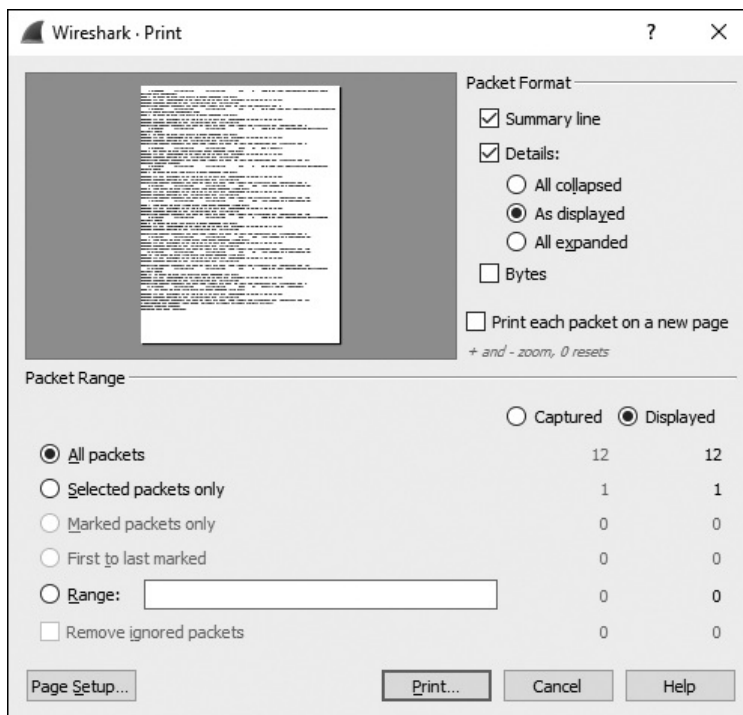 Wireshark · Print
Packet Format
Summary line
Details:
All collapsed
As displayed
All expanded
Bytes
Print each packet on a new page
+ and - zoom, 0 resets
Packet Range
Captured Displayed
All packets 12 12
Selected packets only 1 1
Marked packets only 0 0
First to last marked 0 0
Range: 0 0
Remove ignored packets 0 0
Page Setup... Print... Cancel Help